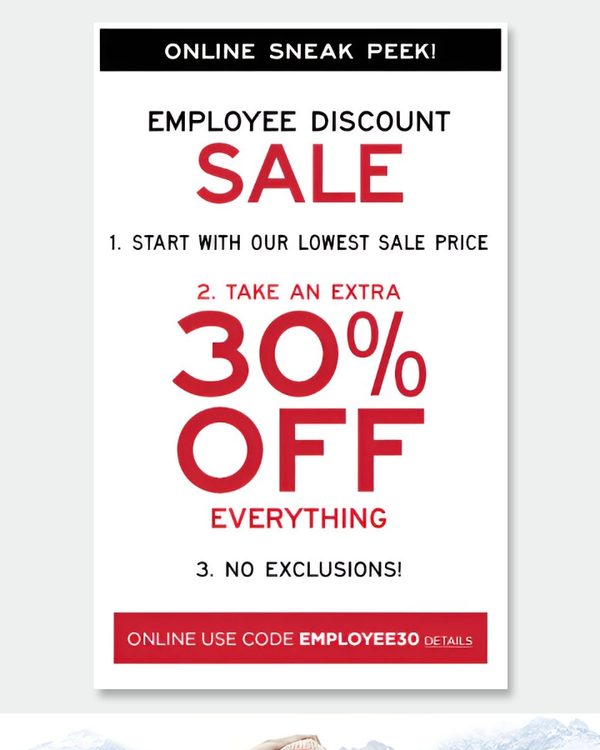 ONLINE SNEAK PEEK!
EMPLOYEE DISCOUNT
SALE
1. START WITH OUR LOWEST SALE PRICE
2. TAKE AN EXTRA
30%
OFF
EVERYTHING
3. NO EXCLUSIONS!
ONLINE USE CODE EMPLOYEE30 DETAILS